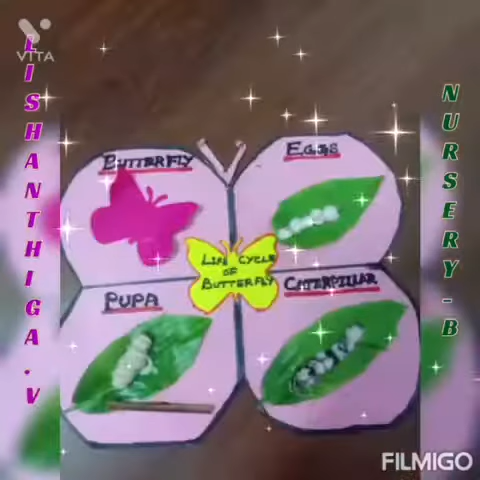 VITA
LISHANTHIGA.V
NURSERY-B
BUTTERFLY
EGGS
LIFE CYCLE
OF
BUTTERFLY
PUPA
CATERPILLAR
FILMIGO